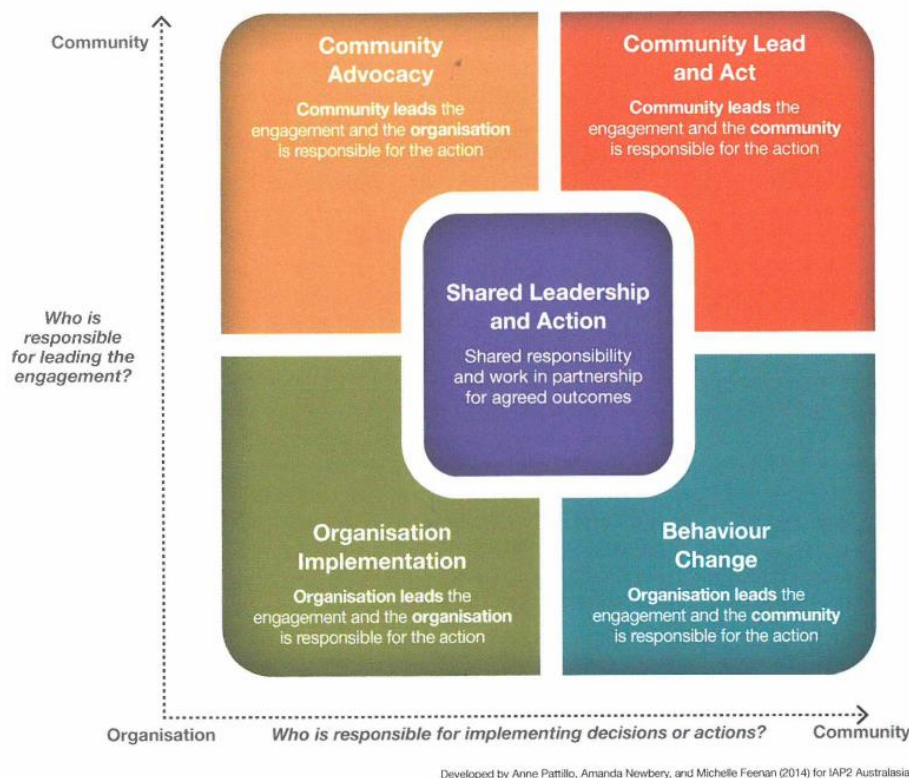 Community
Community
Advocacy
Community leads the
engagement and the organisation
is responsible for the action
Community Lead
and Act
Community leads the
engagement and the community
is responsible for the action
Who is
responsible
for leading the
engagement?
Shared Leadership
and Action
Shared responsibility
and work in partnership
for agreed outcomes
Organisation
Implementation
Organisation leads the
engagement and the organisation
is responsible for the action
Behaviour
Change
Organisation leads the
engagement and the community
is responsible for the action
Organisation
Who is responsible for implementing decisions or actions?
Community
Developed by Anne Pattillo, Amanda Newbery, and Michelle Feenan (2014) for IAP2 Australasia